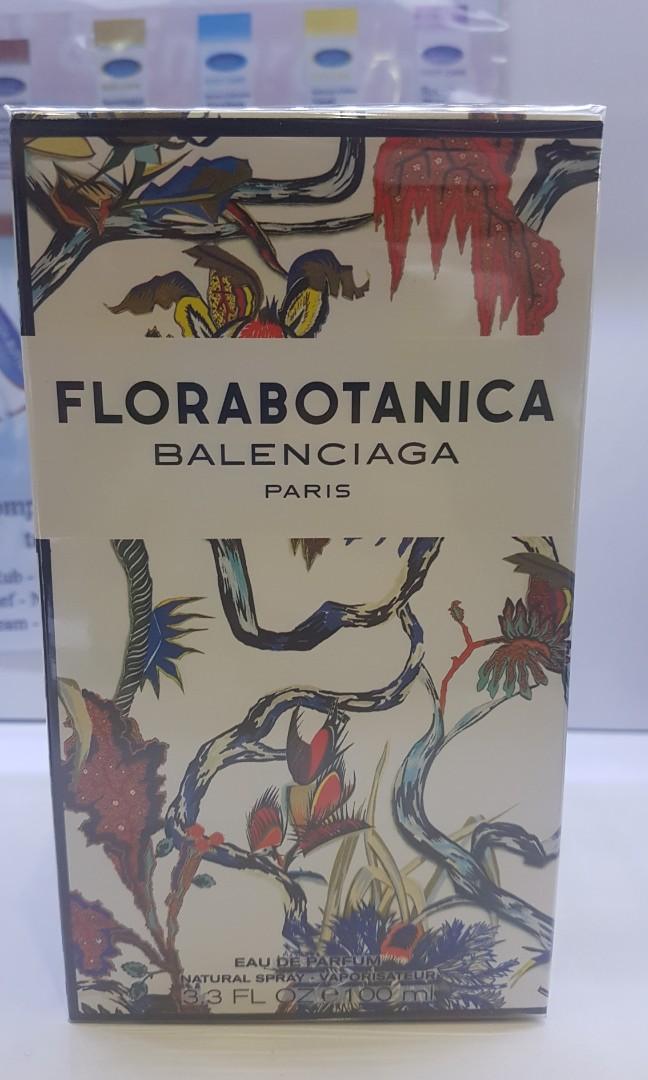 FLORABOTANICA
BALENCIAGA
PARIS
EAU DE PARFUM
NATURAL SPRAY · VAPORISATEUR
3.3 FL OZ e 100 ml